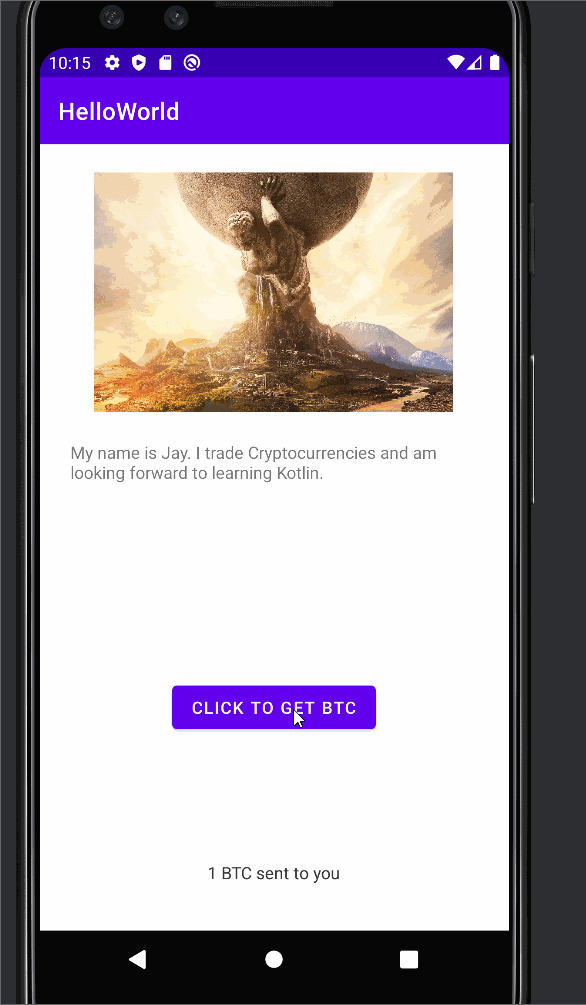 10:15
HelloWorld
My name is Jay. I trade Cryptocurrencies and am
looking forward to learning Kotlin.
CLICK TO GET BTC
1 BTC sent to you